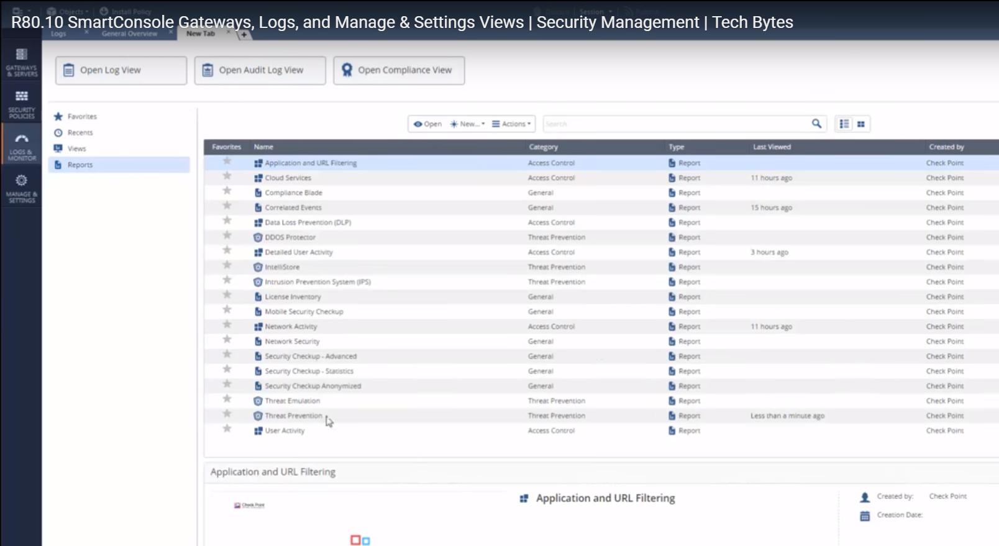 Objects
Install Policy
Session
R80.10 SmartConsole Gateways, Logs, and Manage & Settings Views | Security Management | Tech Bytes
Logs × General Overview × New Tab × +
GATEWAYS
& SERVERS
SECURITY
POLICIES
LOGS &
MONITOR
MANAGE &
SETTINGS
Open Log View
Open Audit Log View
Open Compliance View
Favorites
Recents
Views
Reports
Open New... Actions Search
Favorites Name Category Type Last Viewed Created by
Application and URL Filtering Access Control Report Check Point
Cloud Services Access Control Report 11 hours ago Check Point
Compliance Blade General Report Check Point
Correlated Events General Report 15 hours ago Check Point
Data Loss Prevention (DLP) Access Control Report Check Point
DDOS Protector Threat Prevention Report Check Point
Detailed User Activity Access Control Report 3 hours ago Check Point
IntelliStore Threat Prevention Report Check Point
Intrusion Prevention System (IPS) Threat Prevention Report Check Point
License Inventory General Report Check Point
Mobile Security Checkup General Report Check Point
Network Activity Access Control Report 11 hours ago Check Point
Network Security General Report Check Point
Security Checkup - Advanced General Report Check Point
Security Checkup - Statistics General Report Check Point
Security Checkup Anonymized General Report Check Point
Threat Emulation Threat Prevention Report Check Point
Threat Prevention Threat Prevention Report Less than a minute ago Check Point
User Activity Access Control Report Check Point
Application and URL Filtering
Check Point
Application and URL Filtering
Created by: Check Point
Creation Date: